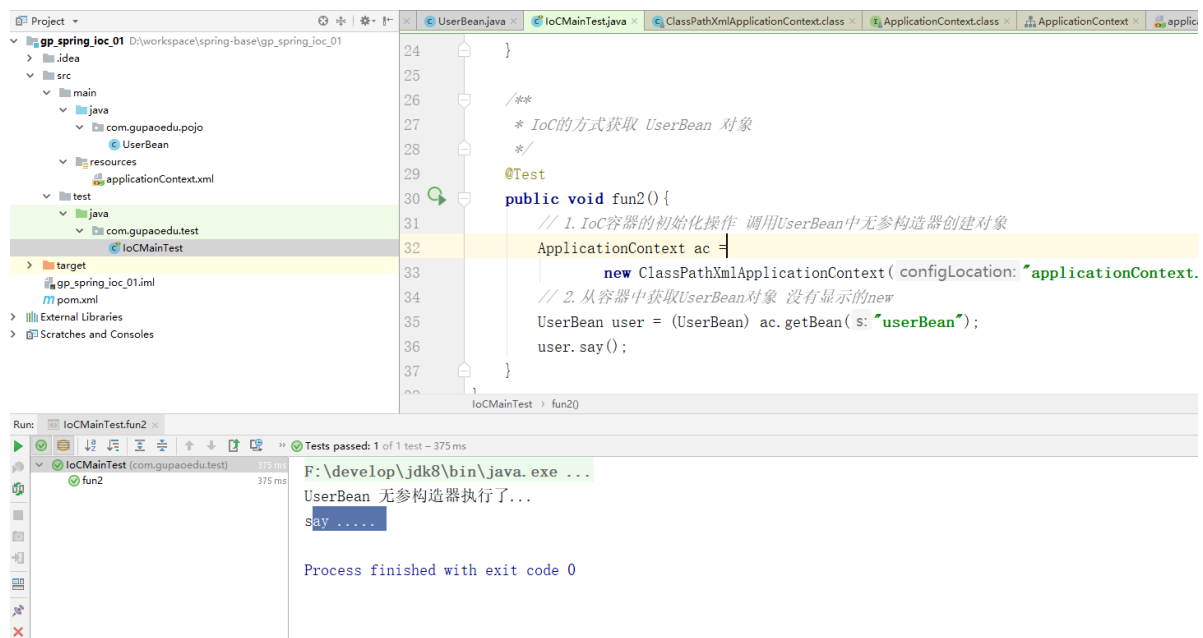 Project
UserBean.java
IoCMainTest.java
ClassPathXmlApplicationContext.class
ApplicationContext.class
ApplicationContext
gp_spring_ioc_01 D:\workspace\spring-base\gp_spring_ioc_01
.idea
src
main
java
com.gupaoedu.pojo
UserBean
resources
applicationContext.xml
test
java
com.gupaoedu.test
IoCMainTest
target
gp_spring_ioc_01.iml
pom.xml
External Libraries
Scratches and Consoles
24 }
25
26 /**
27 * IoC的方式获取 UserBean 对象
28 */
29 @Test
30 public void fun2(){
31 // 1.IoC容器的初始化操作 调用UserBean中无参构造器创建对象
32 ApplicationContext ac =
33 new ClassPathXmlApplicationContext( configLocation: "applicationContext.
34 // 2.从容器中获取UserBean对象 没有显示的new
35 UserBean user = (UserBean) ac.getBean( s: "userBean");
36 user.say();
37 }
IoCMainTest › fun2()
Run: IoCMainTest.fun2
Tests passed: 1 of 1 test – 375 ms
IoCMainTest (com.gupaoedu.test) 375 ms
fun2 375 ms
F:\develop\jdk8\bin\java.exe ...
UserBean 无参构造器执行了...
say .....
Process finished with exit code 0